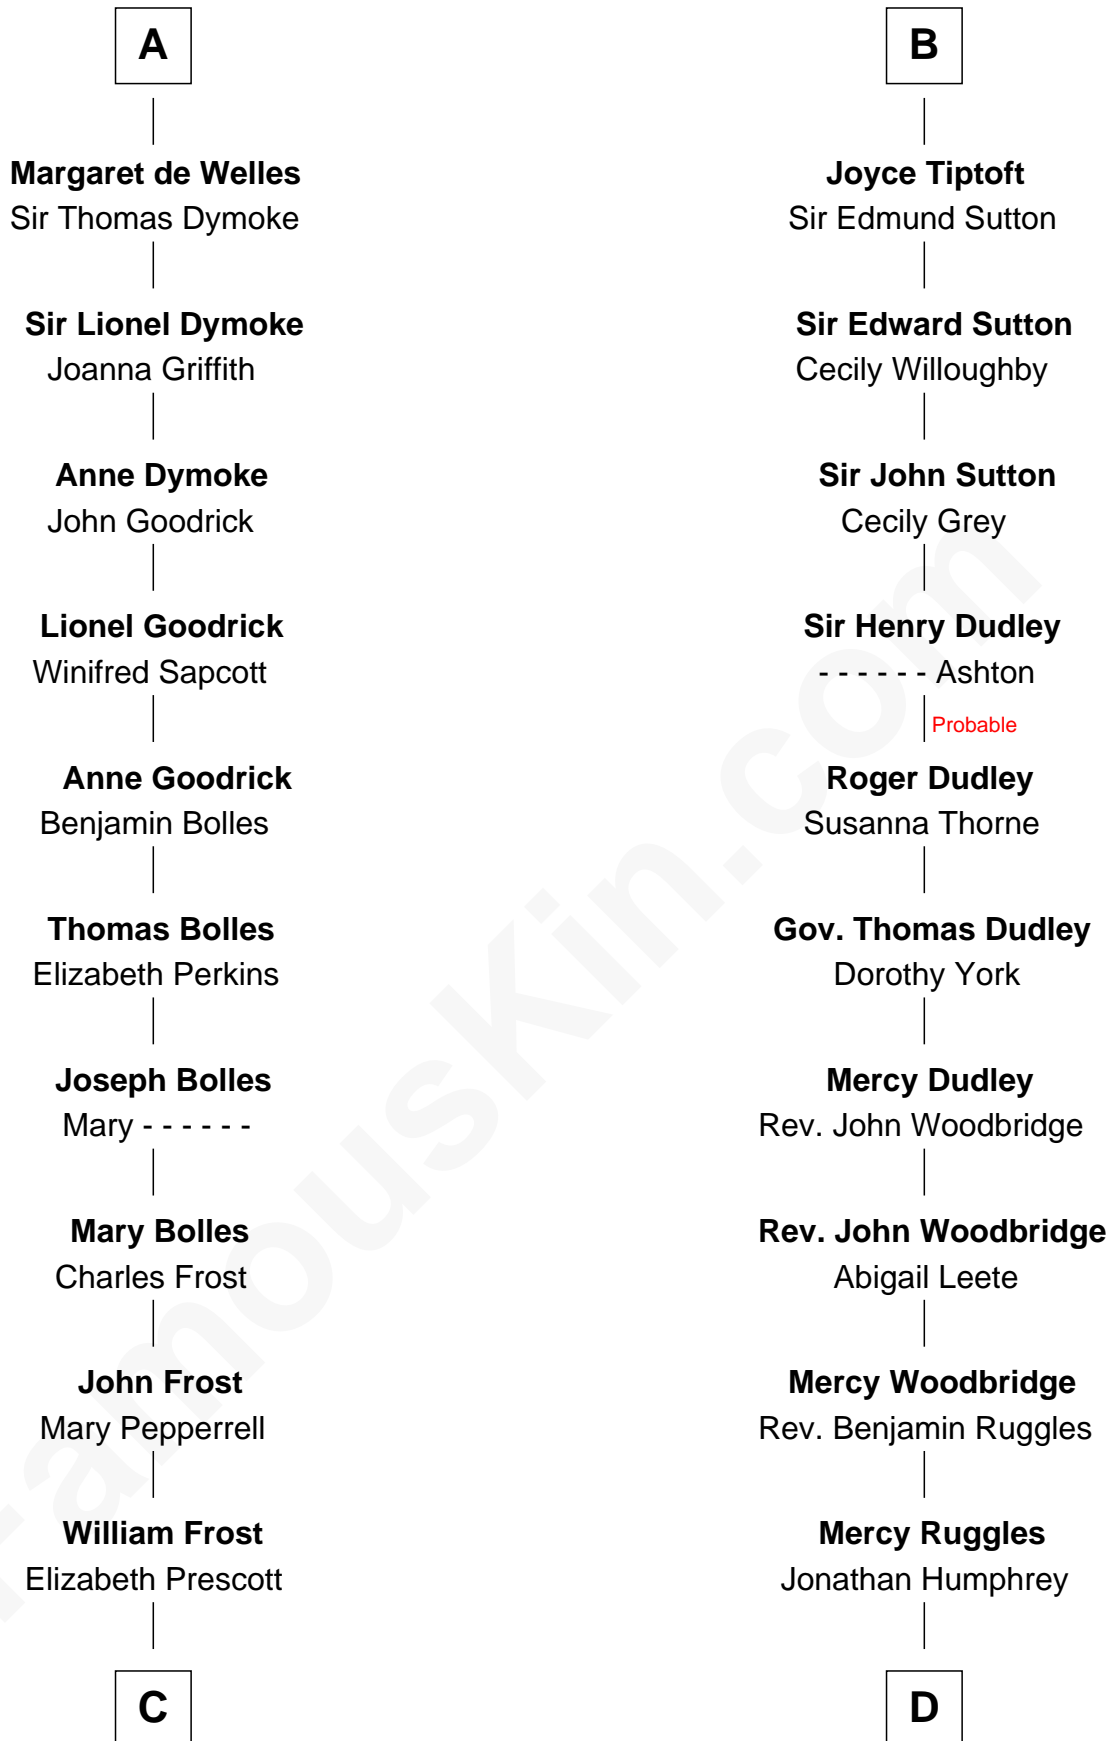 A
Margaret de Welles
Sir Thomas Dymoke
Sir Lionel Dymoke
Joanna Griffith
Anne Dymoke
John Goodrick
Lionel Goodrick
Winifred Sapcott
Anne Goodrick
Benjamin Bolles
Thomas Bolles
Elizabeth Perkins
Joseph Bolles
Mary - - - - - -
Mary Bolles
Charles Frost
John Frost
Mary Pepperrell
William Frost
Elizabeth Prescott
C
B
Joyce Tiptoft
Sir Edmund Sutton
Sir Edward Sutton
Cecily Willoughby
Sir John Sutton
Cecily Grey
Sir Henry Dudley
- - - - - - Ashton
Probable
Roger Dudley
Susanna Thorne
Gov. Thomas Dudley
Dorothy York
Mercy Dudley
Rev. John Woodbridge
Rev. John Woodbridge
Abigail Leete
Mercy Woodbridge
Rev. Benjamin Ruggles
Mercy Ruggles
Jonathan Humphrey
D
FamousKin.com